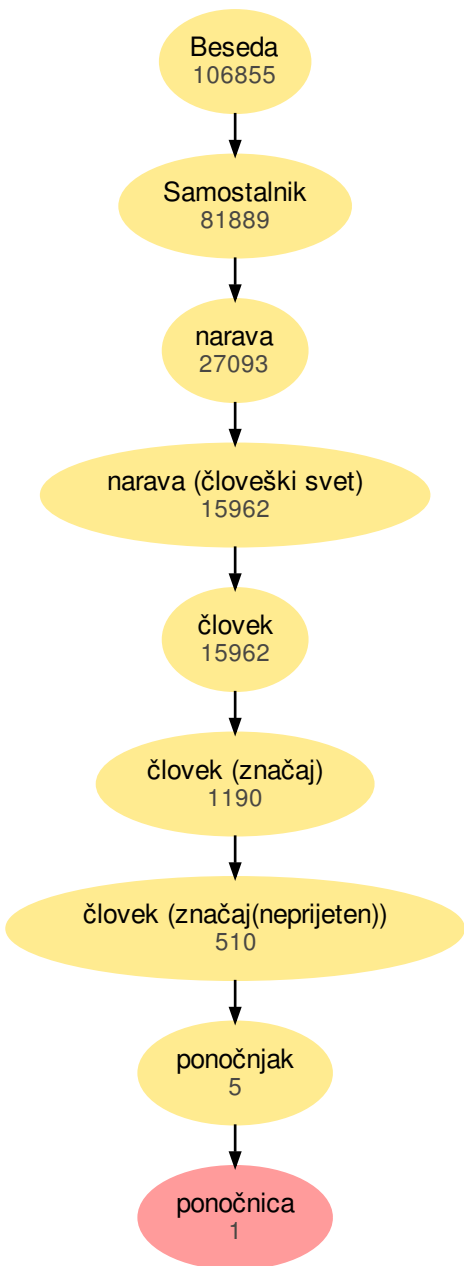 Beseda
106855
Samostalnik
81889
narava
27093
narava (človeški svet)
15962
človek
15962
človek (značaj)
1190
človek (značaj(neprijeten))
510
ponočnjak
5
ponočnica
1